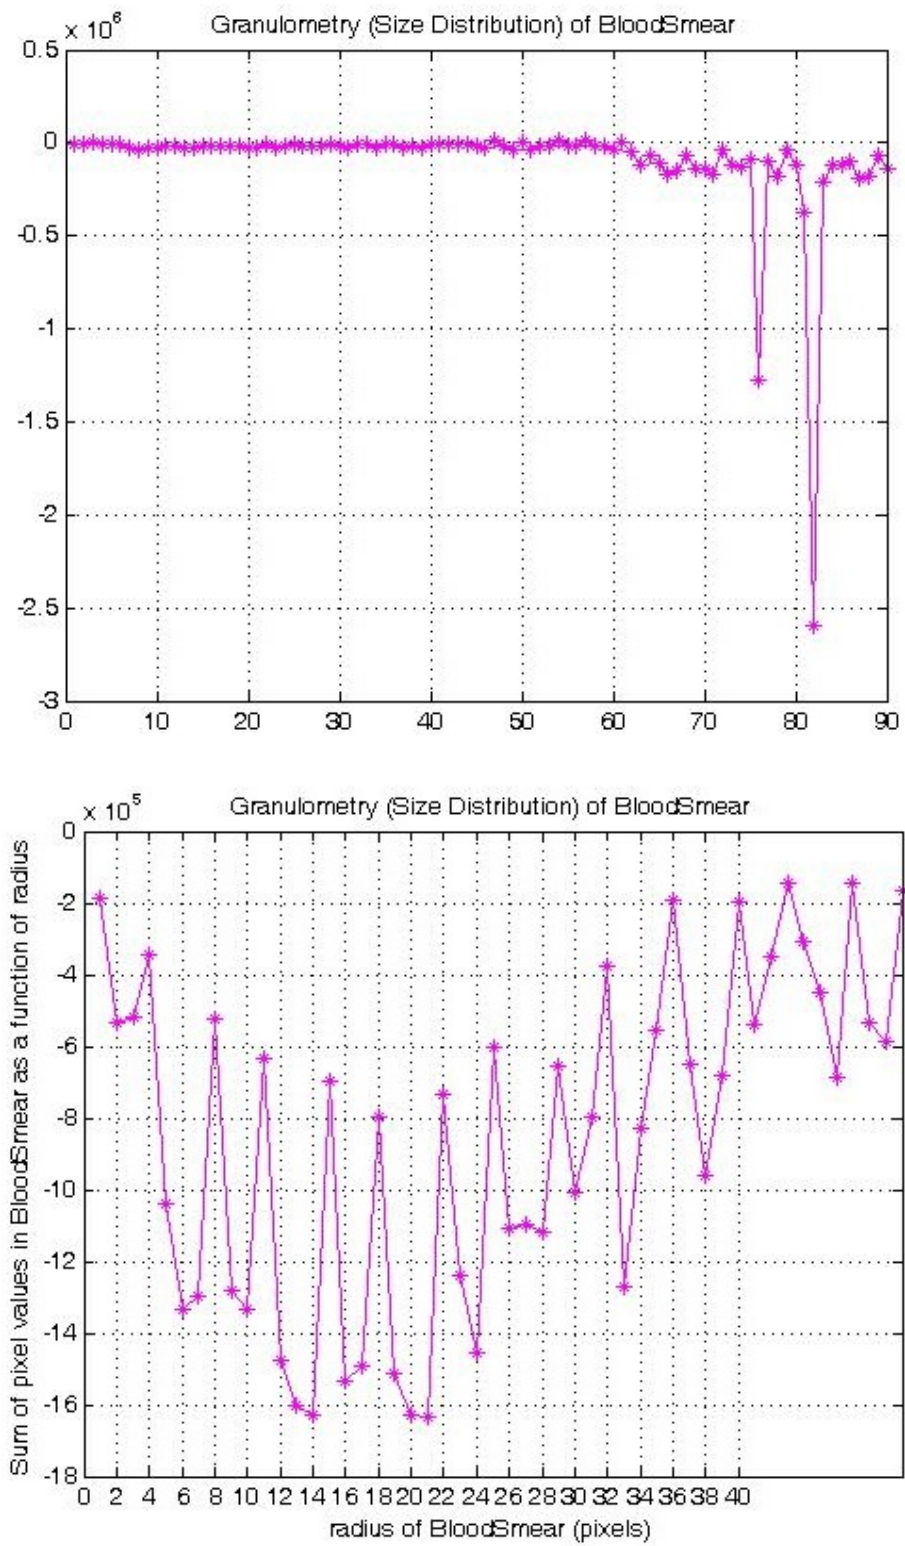 x 10^6
Granulometry (Size Distribution) of BloodSmear
0.5
0
-0.5
-1
-1.5
-2
-2.5
-3
0 10 20 30 40 50 60 70 80 90
x 10^5
Granulometry (Size Distribution) of BloodSmear
Sum of pixel values in BloodSmear as a function of radius
0
-2
-4
-6
-8
-10
-12
-14
-16
-18
0 2 4 6 8 10 12 14 16 18 20 22 24 26 28 30 32 34 36 38 40
radius of BloodSmear (pixels)